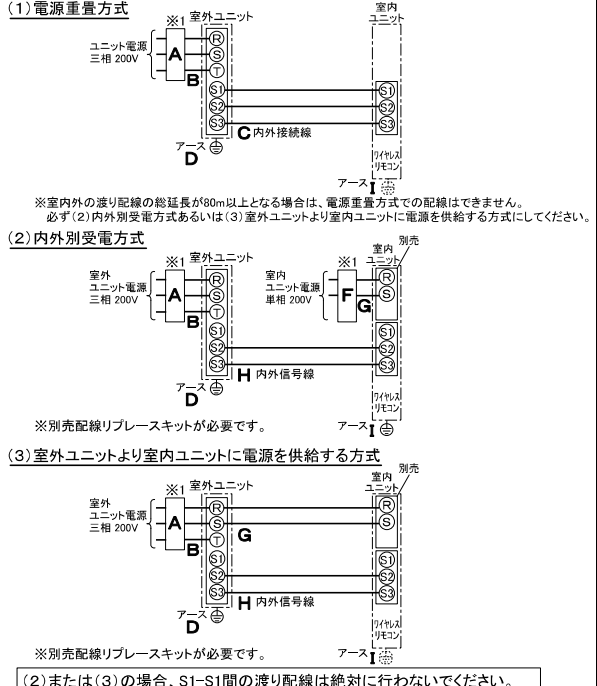 (1)電源重畳方式
※1 室外ユニット
室内
ユニット
ユニット電源
三相 200V
A
B
R
S
T
S1
S2
S3
S1
S2
S3
C 内外接続線
アース
D
ワイヤレス
リモコン
アース I
※室内外の渡り配線の総延長が80m以上となる場合は、電源重畳方式での配線はできません。
必ず(2)内外別受電方式あるいは(3)室外ユニットより室内ユニットに電源を供給する方式にしてください。
(2)内外別受電方式
※1 室外ユニット
※1
室内
ユニット
別売
室外
ユニット電源
三相 200V
A
B
R
S
T
S1
S2
S3
室内
ユニット電源
単相 200V
F
G
R
S
S1
S2
S3
H 内外信号線
アース
D
ワイヤレス
リモコン
アース I
※別売配線リプレースキットが必要です。
(3)室外ユニットより室内ユニットに電源を供給する方式
※1 室外ユニット
室内
ユニット
別売
室外
ユニット電源
三相 200V
A
B
R
S
T
S1
S2
S3
G
R
S
S1
S2
S3
H 内外信号線
アース
D
ワイヤレス
リモコン
アース I
※別売配線リプレースキットが必要です。
(2)または(3)の場合、S1-S1間の渡り配線は絶対に行わないでください。